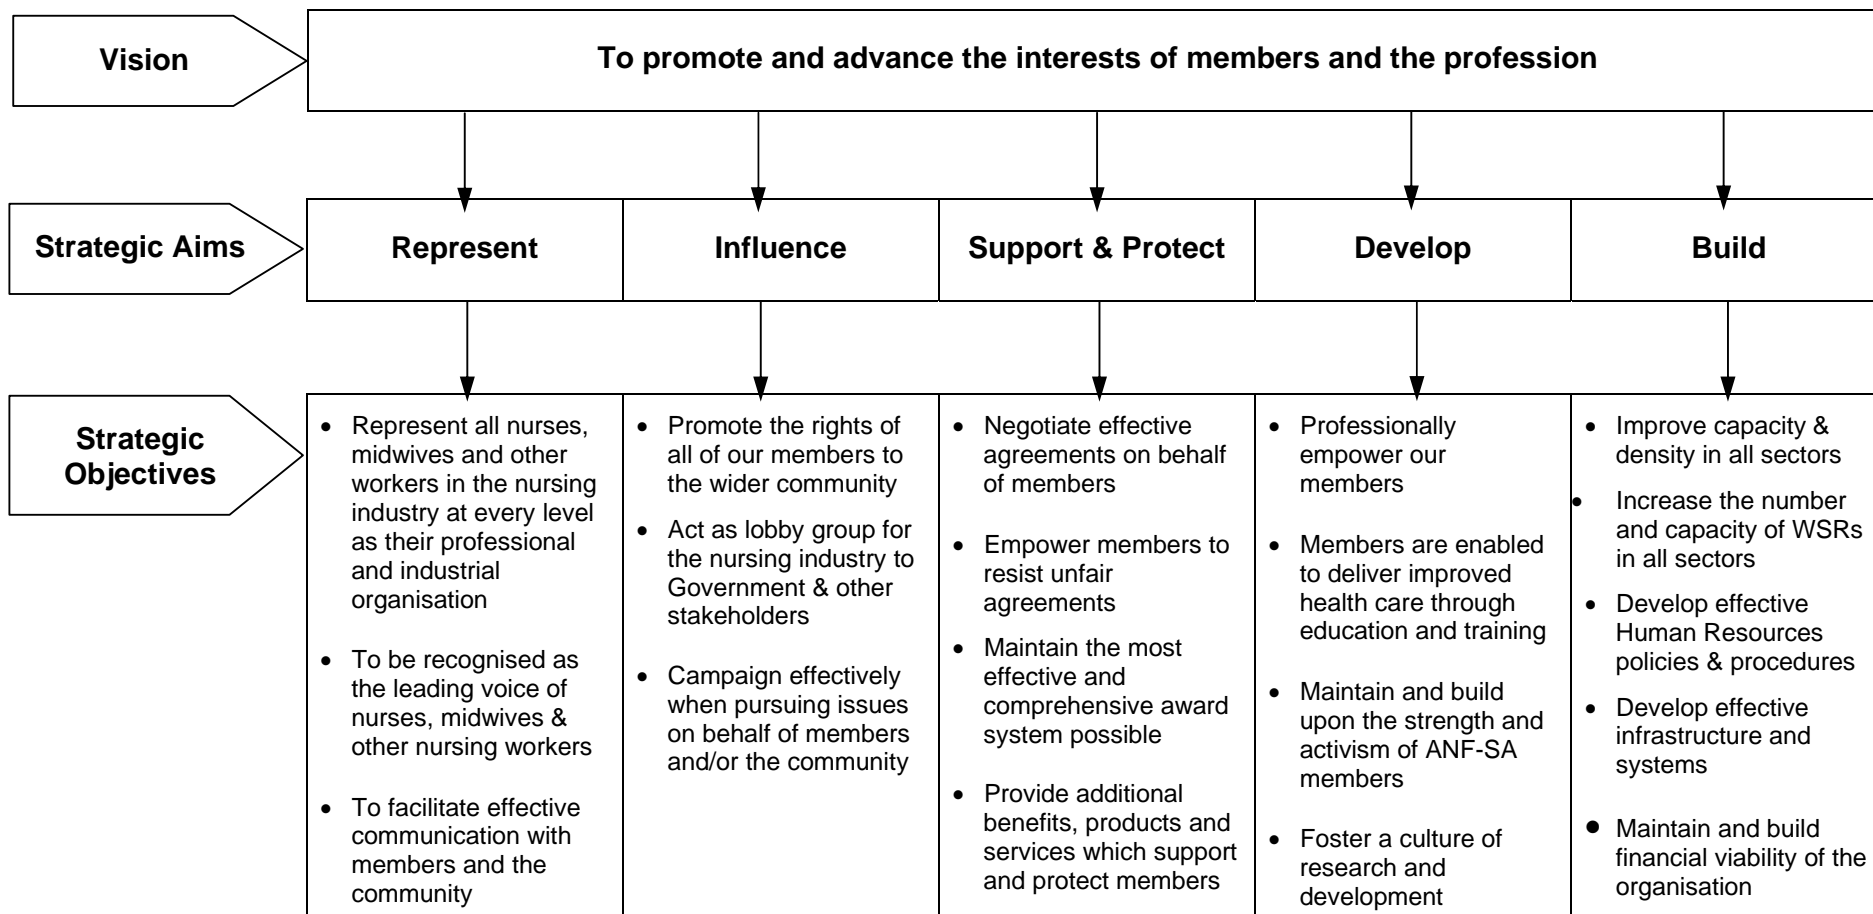 Vision
To promote and advance the interests of members and the profession
Strategic Aims
Represent
Influence
Support & Protect
Develop
Build
Strategic
Objectives
• Represent all nurses,
midwives and other
workers in the nursing
industry at every level
as their professional
and industrial
organisation
• To be recognised as
the leading voice of
nurses, midwives &
other nursing workers
• To facilitate effective
communication with
members and the
community
• Promote the rights of
all of our members to
the wider community
• Act as lobby group for
the nursing industry to
Government & other
stakeholders
• Campaign effectively
when pursuing issues
on behalf of members
and/or the community
• Negotiate effective
agreements on behalf
of members
• Empower members to
resist unfair
agreements
• Maintain the most
effective and
comprehensive award
system possible
• Provide additional
benefits, products and
services which support
and protect members
• Professionally
empower our
members
• Members are enabled
to deliver improved
health care through
education and training
• Maintain and build
upon the strength and
activism of ANF-SA
members
• Foster a culture of
research and
development
• Improve capacity &
density in all sectors
• Increase the number
and capacity of WSRs
in all sectors
• Develop effective
Human Resources
policies & procedures
• Develop effective
infrastructure and
systems
• Maintain and build
financial viability of the
organisation